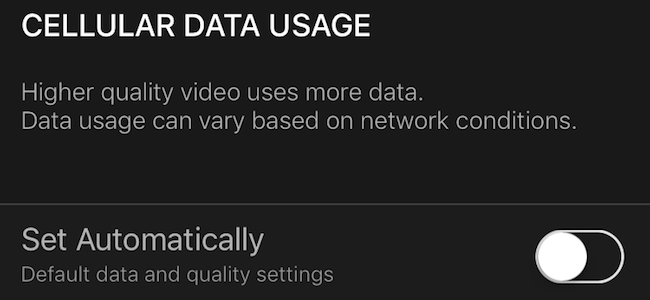 CELLULAR DATA USAGE
Higher quality video uses more data.
Data usage can vary based on network conditions.
Set Automatically
Default data and quality settings